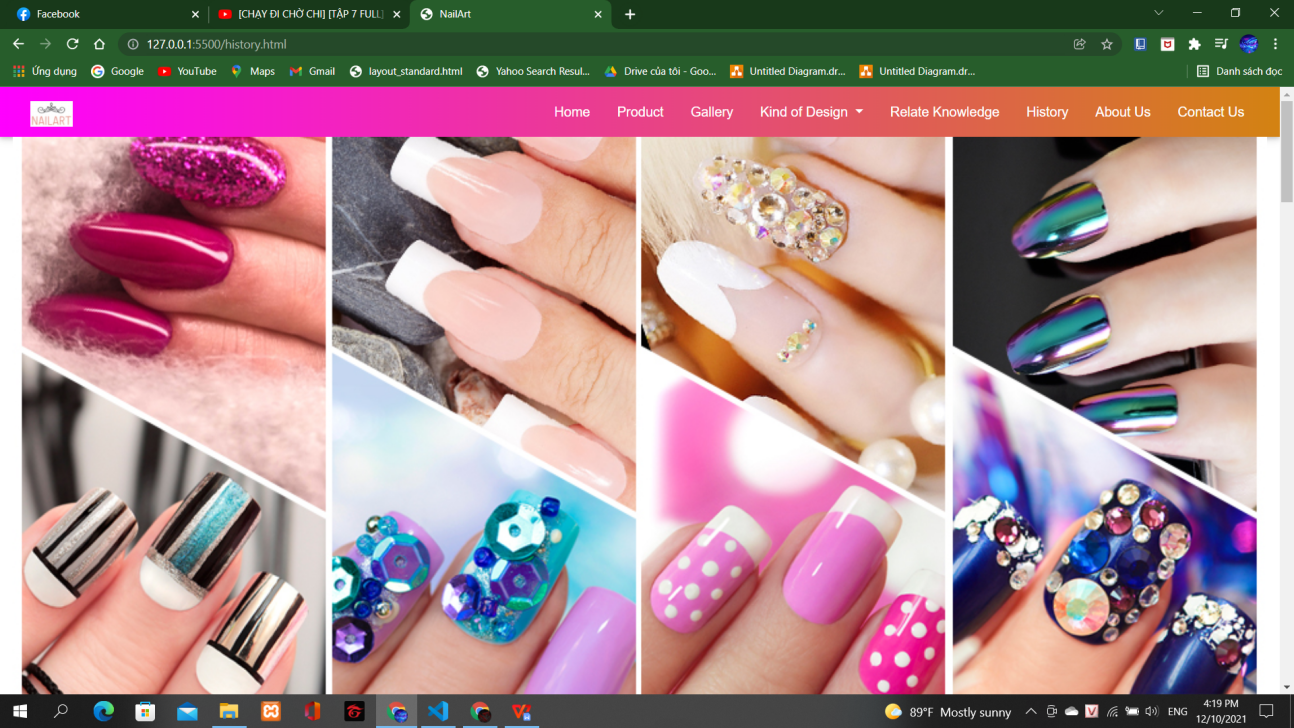 Facebook
[CHẠY ĐI CHỜ CHI] [TẬP 7 FULL]
NailArt
127.0.0.1:5500/history.html
Ứng dụng
Google
YouTube
Maps
Gmail
layout_standard.html
Yahoo Search Resul...
Drive của tôi - Goo...
Untitled Diagram.dr...
Untitled Diagram.dr...
Danh sách đọc
NAILART
Home
Product
Gallery
Kind of Design
Relate Knowledge
History
About Us
Contact Us
89°F Mostly sunny
ENG
4:19 PM
12/10/2021